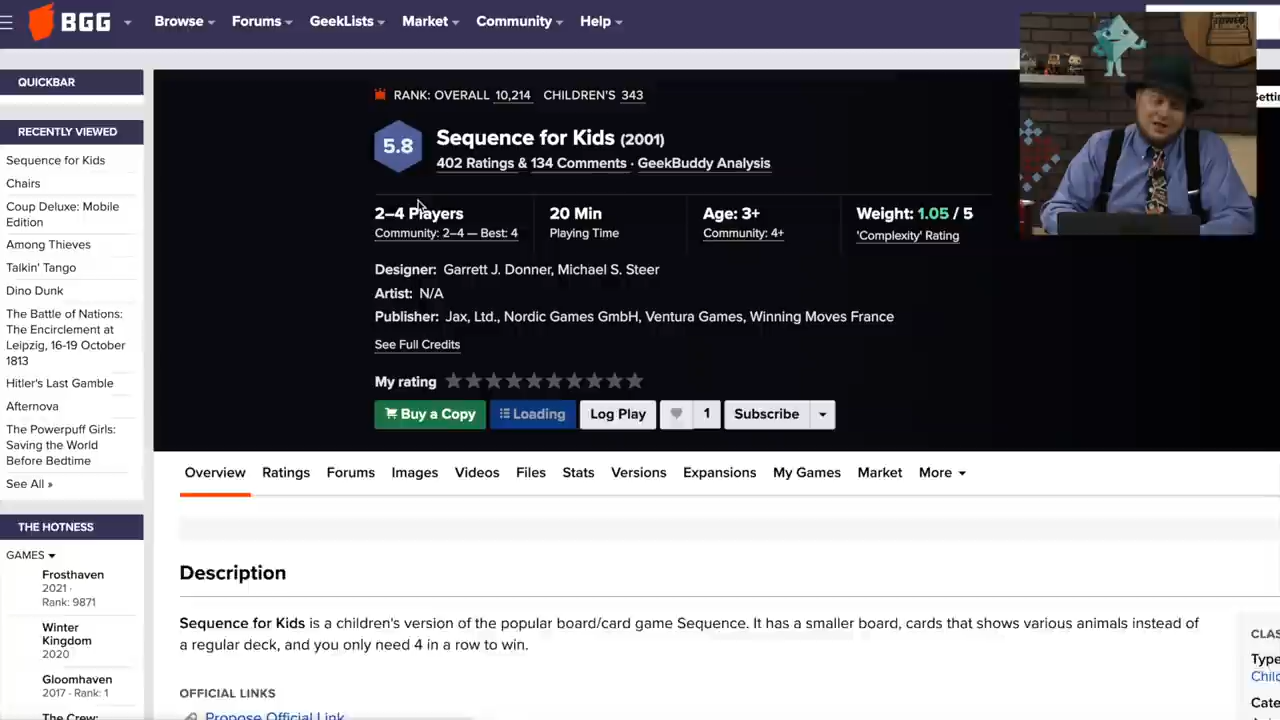 BGG
Browse
Forums
GeekLists
Market
Community
Help
QUICKBAR
RECENTLY VIEWED
Sequence for Kids
Chairs
Coup Deluxe: Mobile
Edition
Among Thieves
Talkin' Tango
Dino Dunk
The Battle of Nations:
The Encirclement at
Leipzig, 16-19 October
1813
Hitler's Last Gamble
Afternova
The Powerpuff Girls:
Saving the World
Before Bedtime
See All »
THE HOTNESS
GAMES
Frosthaven
2021 ·
Rank: 9871
Winter
Kingdom
2020
Gloomhaven
2017 · Rank: 1
The Crew:
RANK: OVERALL 10,214 CHILDREN'S 343
5.8
Sequence for Kids (2001)
402 Ratings & 134 Comments · GeekBuddy Analysis
2–4 Players
Community: 2–4 — Best: 4
20 Min
Playing Time
Age: 3+
Community: 4+
Weight: 1.05 / 5
'Complexity' Rating
Designer: Garrett J. Donner, Michael S. Steer
Artist: N/A
Publisher: Jax, Ltd., Nordic Games GmbH, Ventura Games, Winning Moves France
See Full Credits
My rating
Buy a Copy
Loading
Log Play
1
Subscribe
Overview
Ratings
Forums
Images
Videos
Files
Stats
Versions
Expansions
My Games
Market
More
Description
Sequence for Kids is a children's version of the popular board/card game Sequence. It has a smaller board, cards that shows various animals instead of
a regular deck, and you only need 4 in a row to win.
OFFICIAL LINKS
Propose Official Link
Type